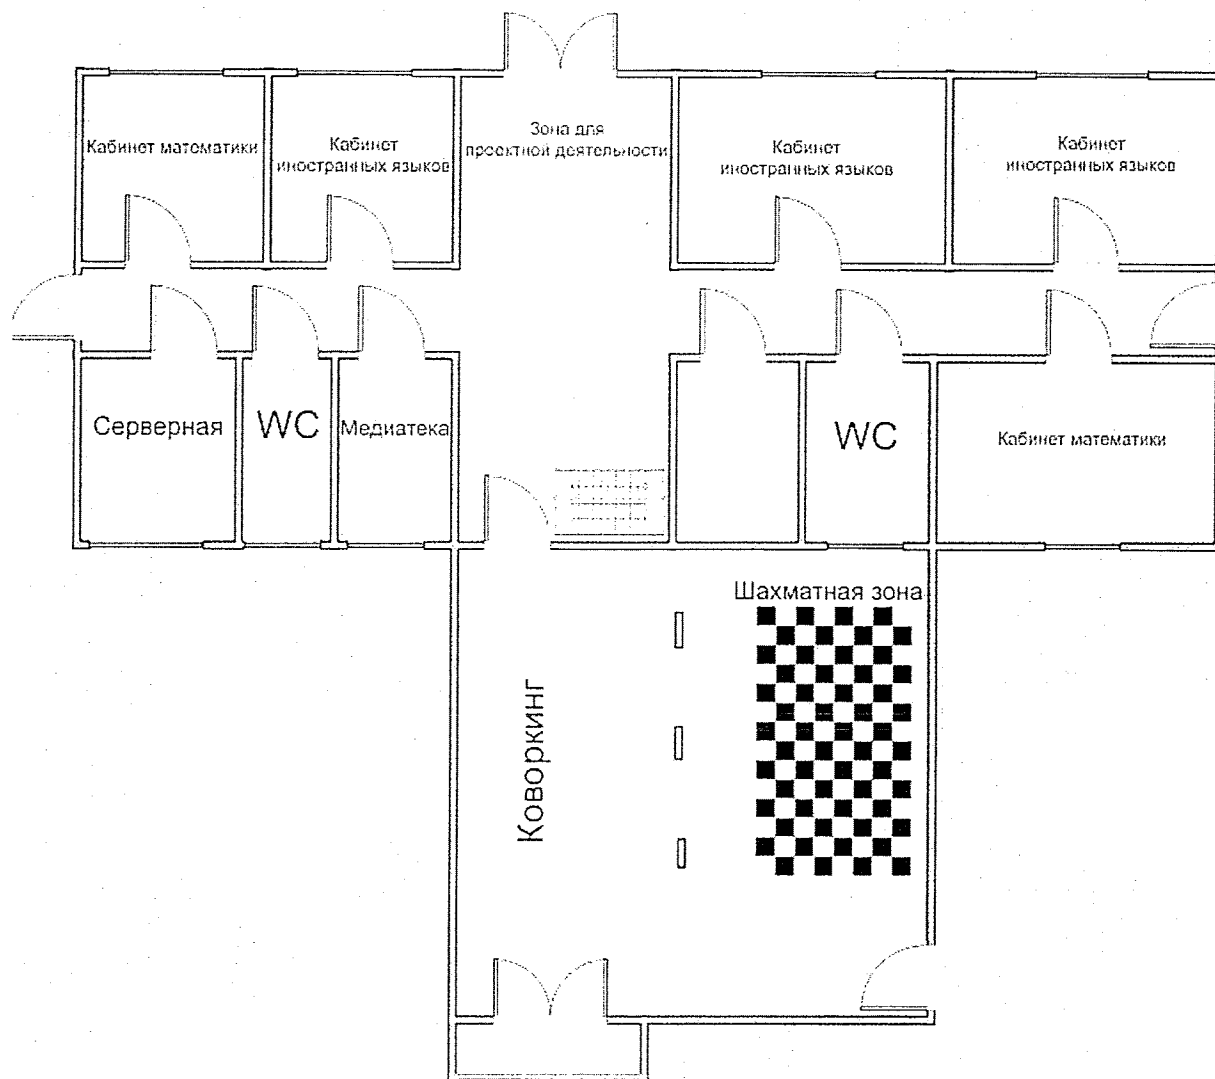 Кабинет математики
Кабинет
иностранных языков
Зона для
проектной деятельности
Кабинет
иностранных языков
Кабинет
иностранных языков
Серверная
WC
Медиатека
WC
Кабинет математики
Шахматная зона
Коворкинг